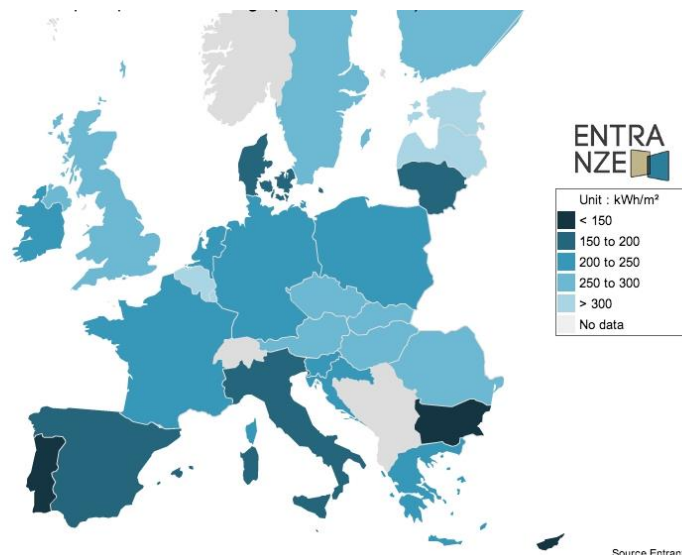 ENTRA
NZE
Unit : kWh/m²
< 150
150 to 200
200 to 250
250 to 300
> 300
No data
Source Entran